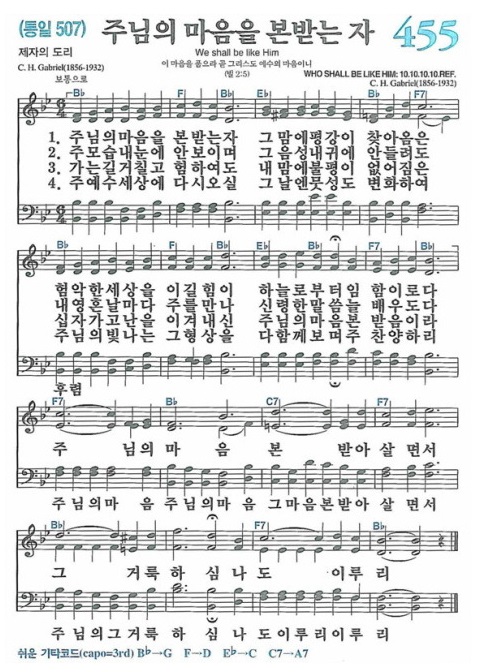 (통일 507) 주님의 마음을 본받는 자 455
We shall be like Him
제자의 도리
이 마음을 품으라 곧 그리스도 예수의 마음이니
C. H. Gabriel(1856-1932)
(빌 2:5)
WHO SHALL BE LIKE HIM: 10.10.10.10.REF.
보통으로
C. H. Gabriel(1856-1932)
B♭ F B♭ E♭ B♭ F7
1. 주님의마음을 본받는자 그맘에평강이 찾아옴은
2. 주모습내눈에 안보이며 그음성내귀에 안들려도
3. 가는길거칠고 험하여도 내맘에불평이 없어짐은
4. 주예수세상에 다시오실 그날엔뭇성도 변화하여
B♭ F B♭ E♭ B♭ F7 B♭
험악한세상을 이길힘이 하늘로부터임 함이로다
내영혼날마다 주를만나 신령한말씀늘 배우도다
십자가고난을 이겨내신 주님의마음본 받음이라
주님의빛나는 그형상을 다함께보며주 찬양하리
후렴
F7 B♭ C7 F7
주 님의마 음 본 받아 살 면서
주님의마 음주님의마 음 그마음본받아 살 면서
B♭ F7 B♭
그 거룩하 심나도 이루리
주님의그거룩하 심나도이루리이루리
쉬운 기타코드(capo=3rd) B♭→G F→D E♭→C C7→A7